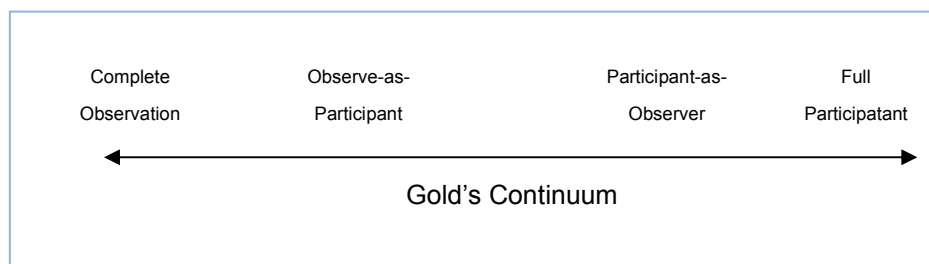 Complete
Observation
Observe-as-
Participant
Participant-as-
Observer
Full
Participatant
Gold's Continuum